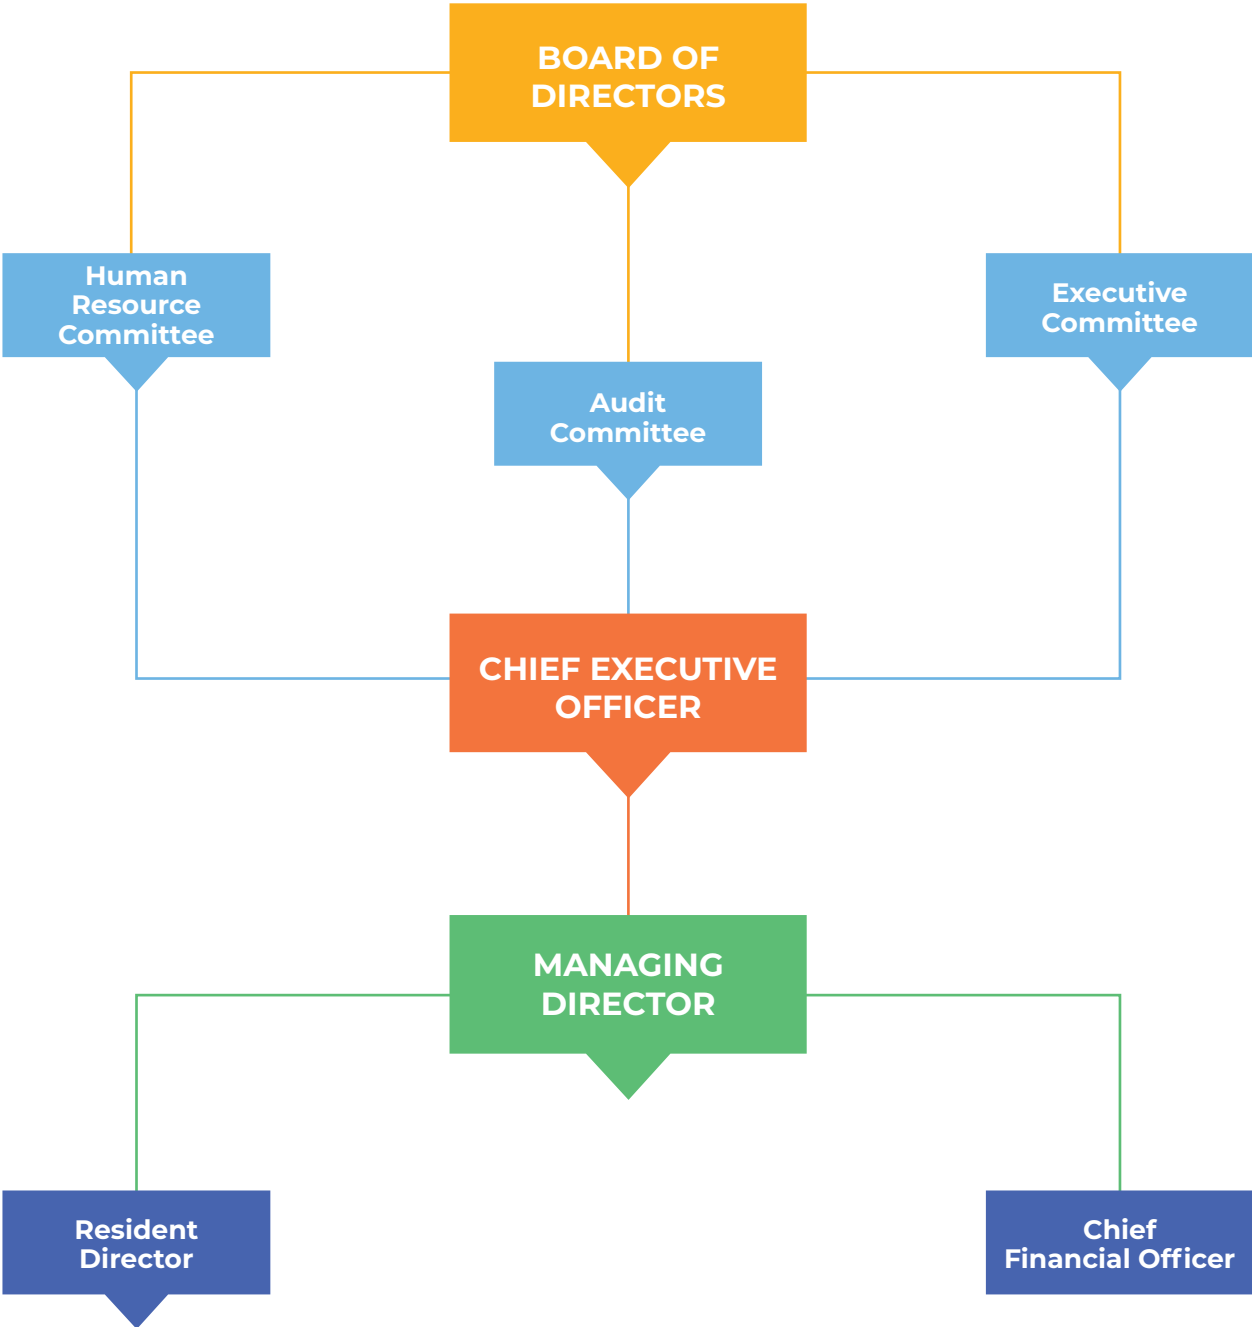 BOARD OF
DIRECTORS
Human
Resource
Committee
Executive
Committee
Audit
Committee
CHIEF EXECUTIVE
OFFICER
MANAGING
DIRECTOR
Resident
Director
Chief
Financial Officer